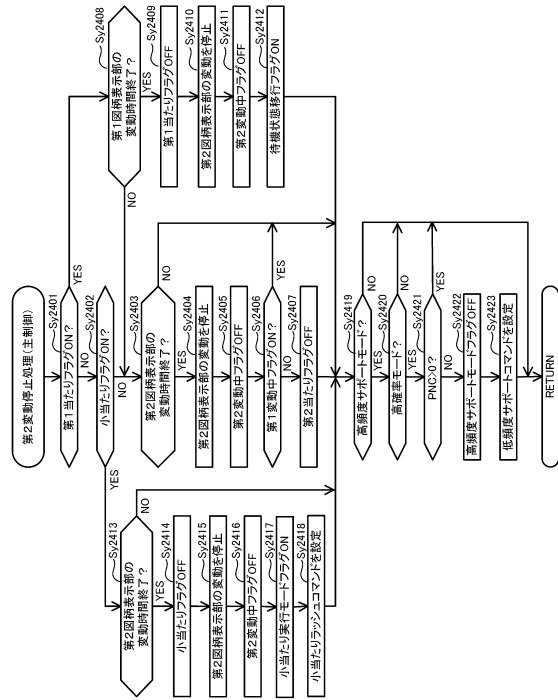 第2変動停止処理(主制御)
Sy2401
第1当たりフラグON?
YES
NO
Sy2402
小当たりフラグON?
YES
NO
Sy2403
第2図柄表示部の
変動時間終了?
NO
YES
Sy2404
第2図柄表示部の変動を停止
Sy2405
第2変動中フラグOFF
Sy2406
第1変動中フラグON?
YES
NO
Sy2407
第2当たりフラグOFF
Sy2408
第1図柄表示部の
変動時間終了?
NO
YES
Sy2409
第1当たりフラグOFF
Sy2410
第2図柄表示部の変動を停止
Sy2411
第2変動中フラグOFF
Sy2412
待機状態移行フラグON
Sy2413
第2図柄表示部の
変動時間終了?
NO
YES
Sy2414
小当たりフラグOFF
Sy2415
第2図柄表示部の変動を停止
Sy2416
第2変動中フラグOFF
Sy2417
小当たり実行モードフラグON
Sy2418
小当たりラッシュコマンドを設定
Sy2419
高頻度サポートモード?
NO
YES
Sy2420
高確率モード?
NO
YES
Sy2421
PNC>0?
YES
NO
Sy2422
高頻度サポートモードフラグOFF
Sy2423
低頻度サポートコマンドを設定
RETURN